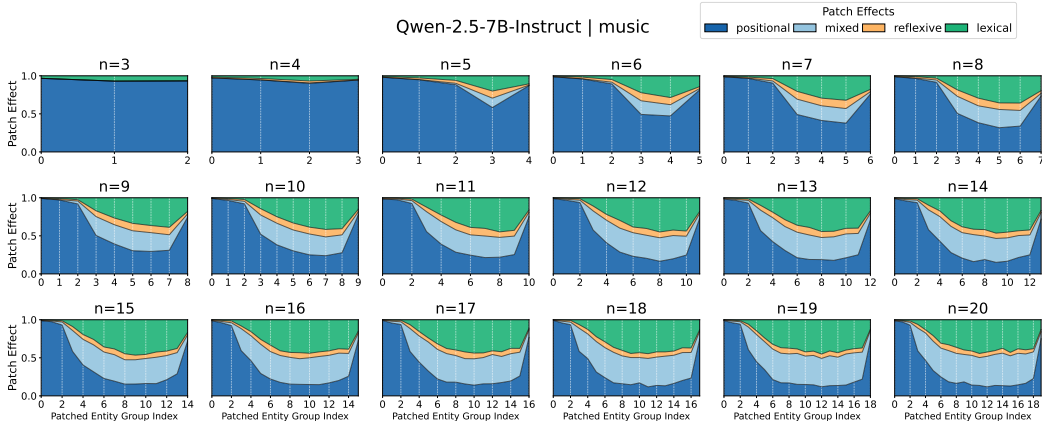 Qwen-2.5-7B-Instruct | music
Patch Effects
positional mixed reflexive lexical
n=3 n=4 n=5 n=6 n=7 n=8
Patch Effect
1.0
0.5
0.0
0 1 2
0 1 2 3
0 1 2 3 4
0 1 2 3 4 5
0 1 2 3 4 5 6
0 1 2 3 4 5 6 7
n=9 n=10 n=11 n=12 n=13 n=14
Patch Effect
1.0
0.5
0.0
0 1 2 3 4 5 6 7 8
0 1 2 3 4 5 6 7 8 9
0 2 4 6 8 10
0 2 4 6 8 10
0 2 4 6 8 10 12
0 2 4 6 8 10 12
n=15 n=16 n=17 n=18 n=19 n=20
Patch Effect
1.0
0.5
0.0
0 2 4 6 8 10 12 14
0 2 4 6 8 10 12 14
0 2 4 6 8 10 12 14 16
0 2 4 6 8 10 12 14 16
0 2 4 6 8 10 12 14 16 18
0 2 4 6 8 10 12 14 16 18
Patched Entity Group Index
Patched Entity Group Index
Patched Entity Group Index
Patched Entity Group Index
Patched Entity Group Index
Patched Entity Group Index